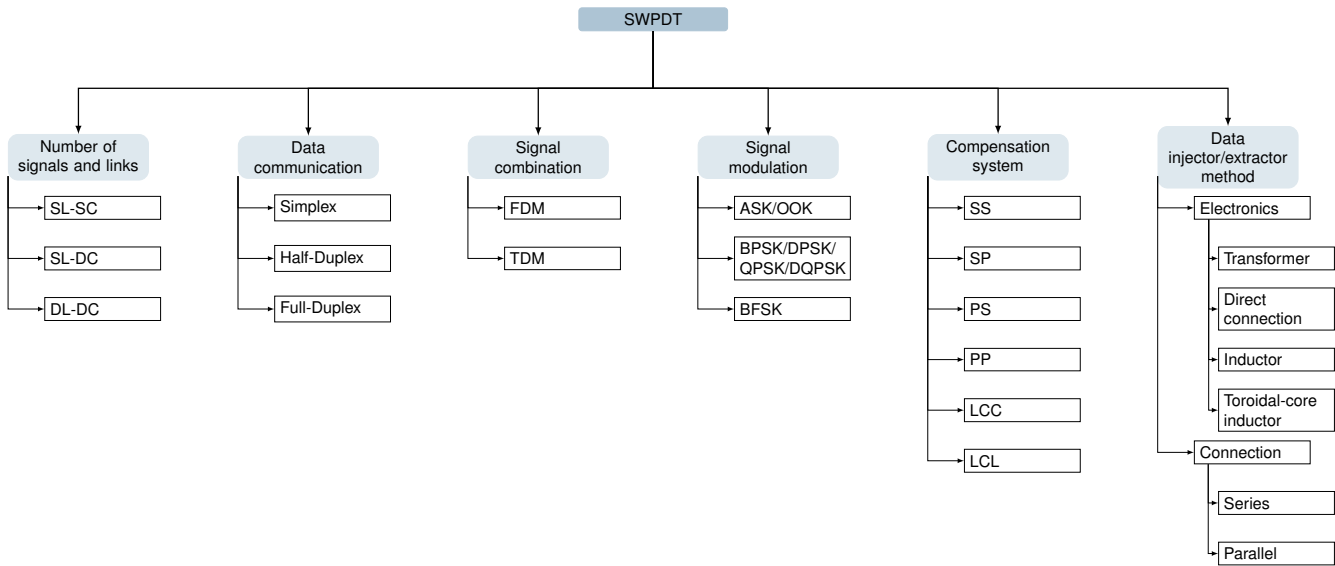 SWPDT
Number of
signals and links
SL-SC
SL-DC
DL-DC
Data
communication
Simplex
Half-Duplex
Full-Duplex
Signal
combination
FDM
TDM
Signal
modulation
ASK/OOK
BPSK/DPSK/
QPSK/DQPSK
BFSK
Compensation
system
SS
SP
PS
PP
LCC
LCL
Data
injector/extractor
method
Electronics
Transformer
Direct
connection
Inductor
Toroidal-core
inductor
Connection
Series
Parallel